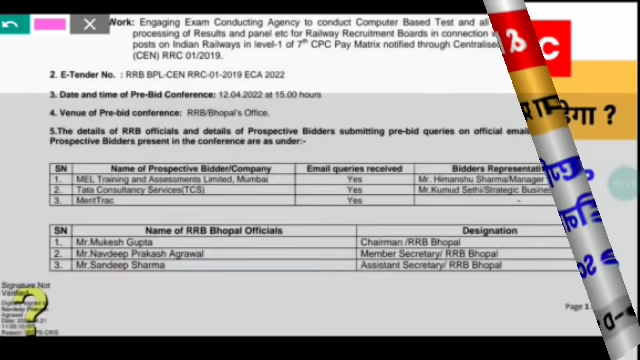 Work: Engaging Exam Conducting Agency to conduct Computer Based Test and all
processing of Results and panel etc for Railway Recruitment Boards in connection
posts on Indian Railways in level-1 of 7th CPC Pay Matrix notified through Centralise
(CEN) RRC 01/2019.
2. E-Tender No. : RRB BPL-CEN RRC-01-2019 ECA 2022
3. Date and time of Pre-Bid Conference: 12.04.2022 at 15.00 hours
4. Venue of Pre-bid conference: RRB/Bhopal's Office.
5.The details of RRB officials and details of Prospective Bidders submitting pre-bid queries on official email
Prospective Bidders present in the conference are as under:-
SN Name of Prospective Bidder/Company Email queries received Bidders Representati
1. MEL Training and Assessments Limited, Mumbai Yes Mr. Himanshu Sharma/Manager
2. Tata Consultancy Services(TCS) Yes Mr.Kumud Sethi/Strategic Busines
3. MeritTrac Yes -
SN Name of RRB Bhopal Officials Designation
1. Mr.Mukesh Gupta Chairman /RRB Bhopal
2. Mr.Navdeep Prakash Agrawal Member Secretary/ RRB Bhopal
3. Mr.Sandeep Sharma Assistant Secretary/ RRB Bhopal
Signature Not
Verified
Page 1
C
?